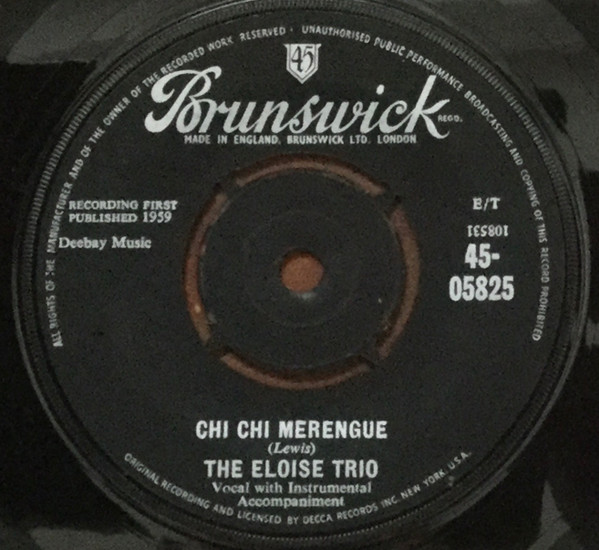 ALL RIGHTS OF THE MANUFACTURER AND OF THE OWNER OF THE RECORDED WORK RESERVED · UNAUTHORISED PUBLIC PERFORMANCE BROADCASTING AND COPYING OF THIS RECORD PROHIBITED
45
Brunswick REGD.
MADE IN ENGLAND, BRUNSWICK LTD. LONDON
RECORDING FIRST
PUBLISHED 1959
Deebay Music
E/T
108531
45-
05825
CHI CHI MERENGUE
(Lewis)
THE ELOISE TRIO
Vocal with Instrumental
Accompaniment
ORIGINAL RECORDING AND LICENSED BY DECCA RECORDS INC. NEW YORK, U.S.A.